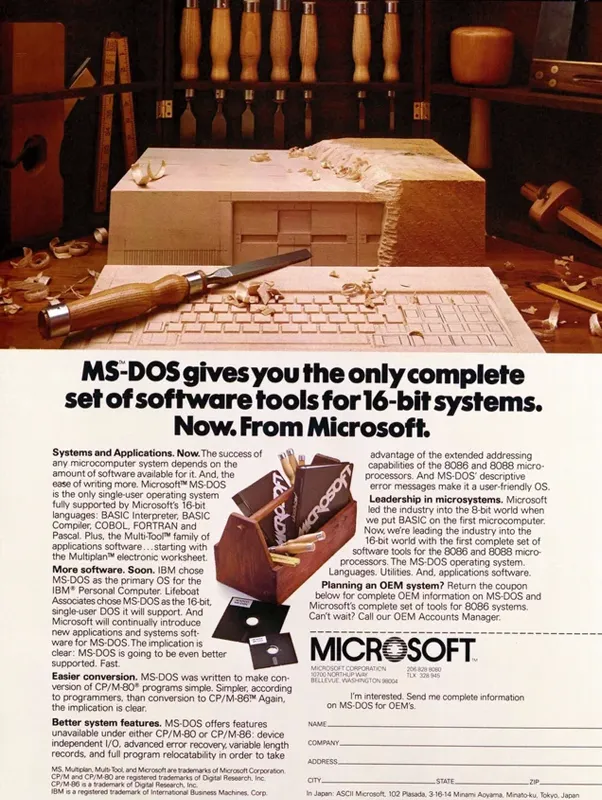 MS-DOS™ gives you the only complete
set of software tools for 16-bit systems.
Now. From Microsoft.
Systems and Applications. Now. The success of
any microcomputer system depends on the
amount of software available for it. And, the
ease of writing more. Microsoft™ MS-DOS
is the only single-user operating system
fully supported by Microsoft's 16-bit
languages: BASIC Interpreter, BASIC
Compiler, COBOL, FORTRAN and
Pascal. Plus, the Multi-Tool™ family of
applications software...starting with
the Multiplan™ electronic worksheet.
More software. Soon. IBM chose
MS-DOS as the primary OS for the
IBM® Personal Computer. Lifeboat
Associates chose MS-DOS as the 16-bit,
single-user DOS it will support. And
Microsoft will continually introduce
new applications and systems soft-
ware for MS-DOS. The implication is
clear: MS-DOS is going to be even better
supported. Fast.
Easier conversion. MS-DOS was written to make con-
version of CP/M-80® programs simple. Simpler, according
to programmers, than conversion to CP/M-86™. Again,
the implication is clear.
Better system features. MS-DOS offers features
unavailable under either CP/M-80 or CP/M-86: device
independent I/O, advanced error recovery, variable length
records, and full program relocatability in order to take
MS, Multiplan, Multi-Tool, and Microsoft are trademarks of Microsoft Corporation.
CP/M and CP/M-80 are registered trademarks of Digital Research, Inc.
CP/M-86 is a trademark of Digital Research, Inc.
IBM is a registered trademark of International Business Machines, Corp.
MICROSOFT
MICROSOFT
advantage of the extended addressing
capabilities of the 8086 and 8088 micro-
processors. And MS-DOS' descriptive
error messages make it a user-friendly OS.
Leadership in microsystems. Microsoft
led the industry into the 8-bit world when
we put BASIC on the first microcomputer.
Now, we're leading the industry into the
16-bit world with the first complete set of
software tools for the 8086 and 8088 micro-
processors. The MS-DOS operating system.
Languages. Utilities. And, applications software.
Planning an OEM system? Return the coupon
below for complete OEM information on MS-DOS and
Microsoft's complete set of tools for 8086 systems.
Can't wait? Call our OEM Accounts Manager.
MICROSOFT™
MICROSOFT CORPORATION 206 828 8080
10700 NORTHUP WAY TLX 328 945
BELLEVUE, WASHINGTON 98004
I'm interested. Send me complete information
on MS-DOS for OEM's.
NAME
COMPANY
ADDRESS
CITY STATE ZIP
In Japan: ASCII Microsoft, 102 Plasada, 3-16-14 Minami Aoyama, Minato-ku, Tokyo, Japan